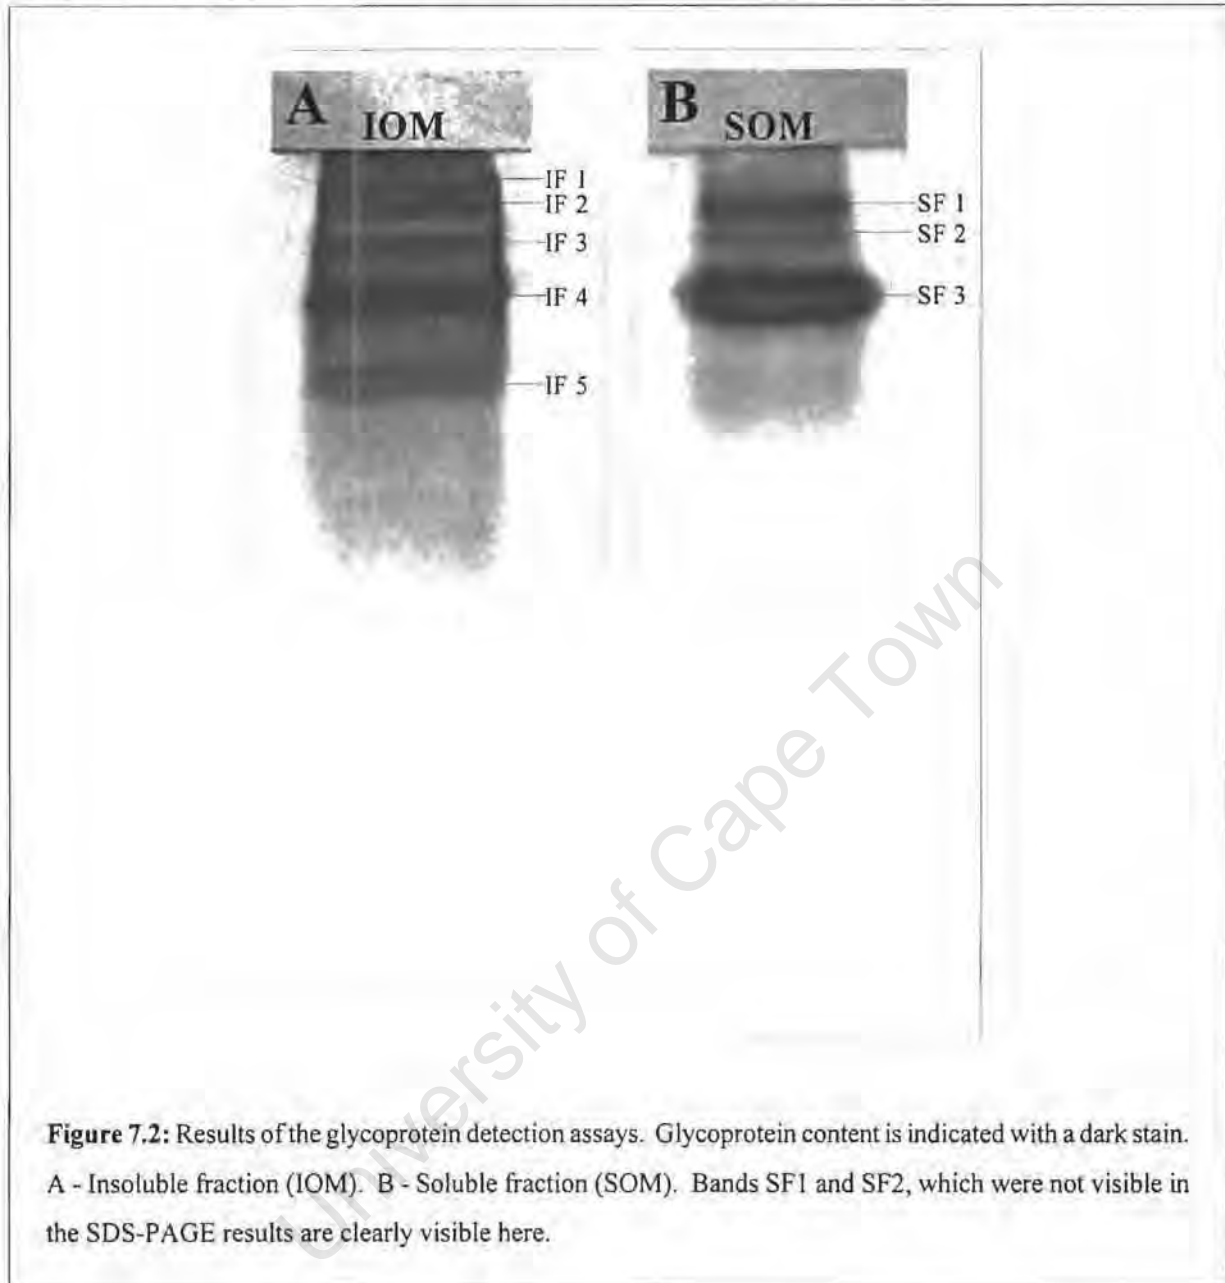 A IOM
B SOM
IF 1
IF 2
IF 3
IF 4
IF 5
SF 1
SF 2
SF 3
University of Cape Town
Figure 7.2: Results of the glycoprotein detection assays. Glycoprotein content is indicated with a dark stain.
A - Insoluble fraction (IOM). B - Soluble fraction (SOM). Bands SF1 and SF2, which were not visible in
the SDS-PAGE results are clearly visible here.